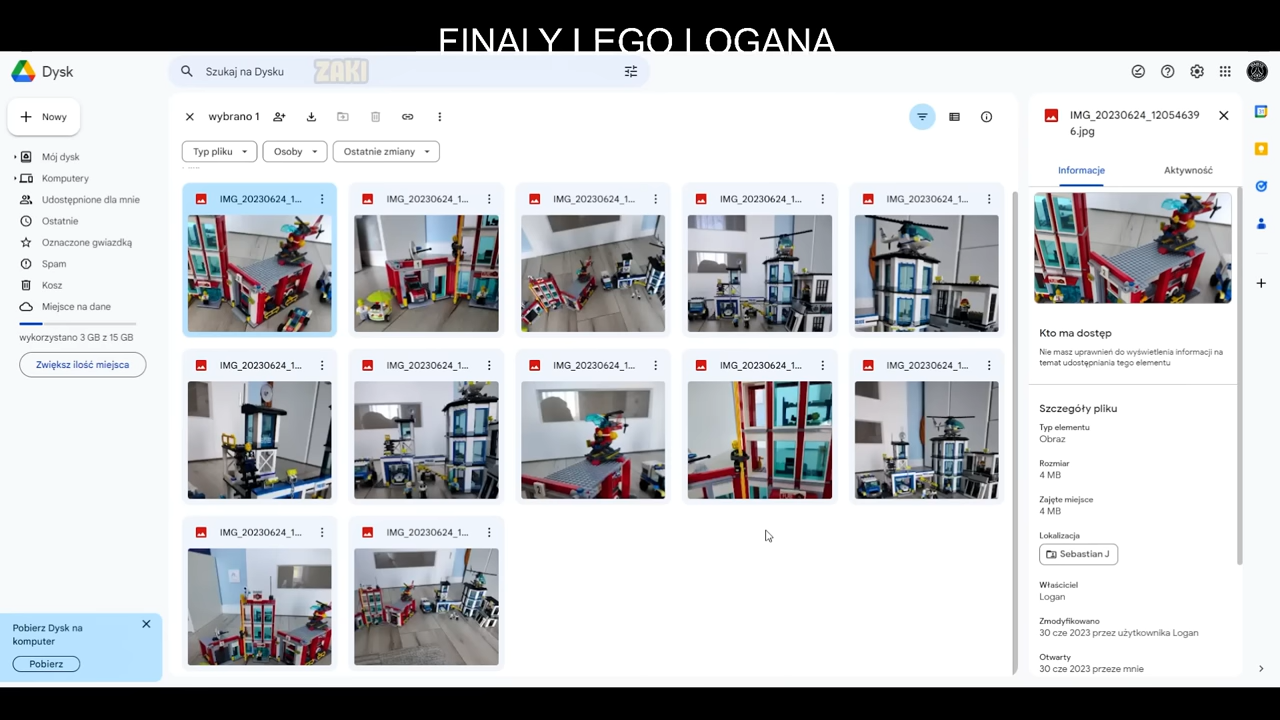 FINAŁY LEGO LOGANA
Dysk
Szukaj na Dysku
ZAKI
Nowy
wybrano 1
Typ pliku
Osoby
Ostatnie zmiany
Mój dysk
Komputery
Udostępnione dla mnie
Ostatnie
Oznaczone gwiazdką
Spam
Kosz
Miejsce na dane
wykorzystano 3 GB z 15 GB
Zwiększ ilość miejsca
IMG_20230624_1...
IMG_20230624_1...
IMG_20230624_1...
IMG_20230624_1...
IMG_20230624_1...
IMG_20230624_1...
IMG_20230624_1...
IMG_20230624_1...
IMG_20230624_1...
IMG_20230624_1...
IMG_20230624_1...
IMG_20230624_1...
Pobierz Dysk na
komputer
Pobierz
IMG_20230624_12054639
6.jpg
Informacje
Aktywność
Kto ma dostęp
Nie masz uprawnień do wyświetlenia informacji na
temat udostępniania tego elementu
Szczegóły pliku
Typ elementu
Obraz
Rozmiar
4 MB
Zajęte miejsce
4 MB
Lokalizacja
Sebastian J
Właściciel
Logan
Zmodyfikowano
30 cze 2023 przez użytkownika Logan
Otwarty
30 cze 2023 przeze mnie